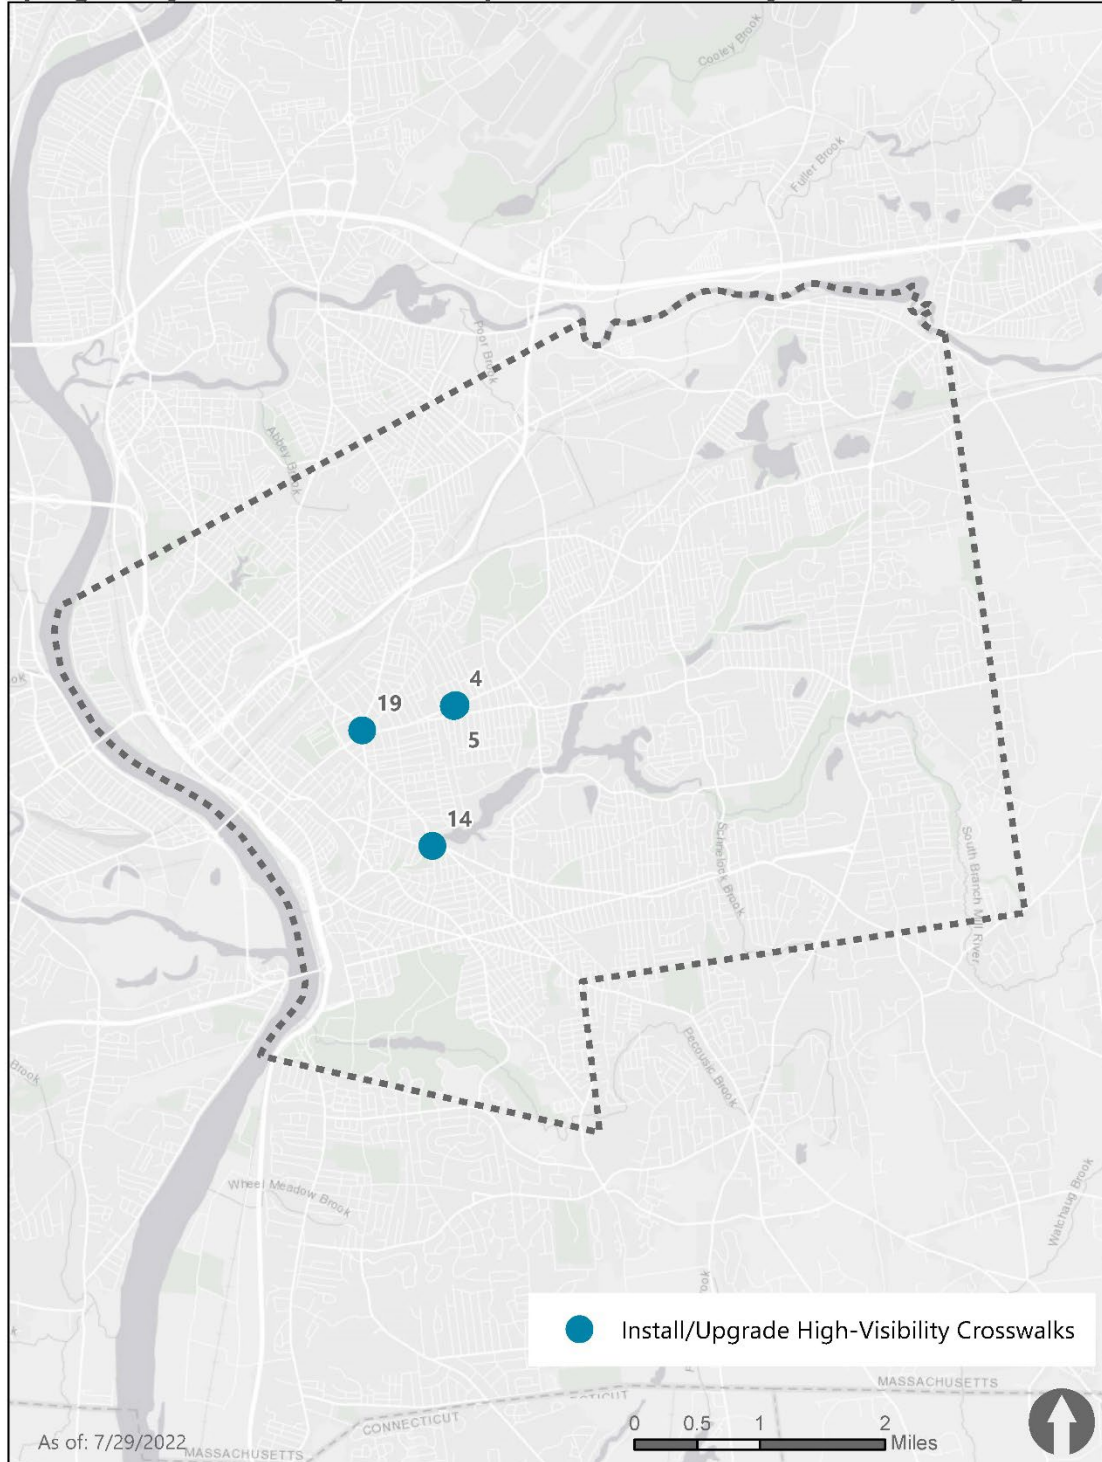 Cooley Brook
Fuller Brook
Poor Brook
Abbey Brook
4
19
5
14
Schneelock Brook
South Branch Mill River
Pecousic Brook
Brook
Wheel Meadow Brook
Watchaug Brook
ook
Install/Upgrade High-Visibility Crosswalks
MASSACHUSETTS
CONNECTICUT
MASSACHUSETTS
As of: 7/29/2022
0 0.5 1 2
Miles